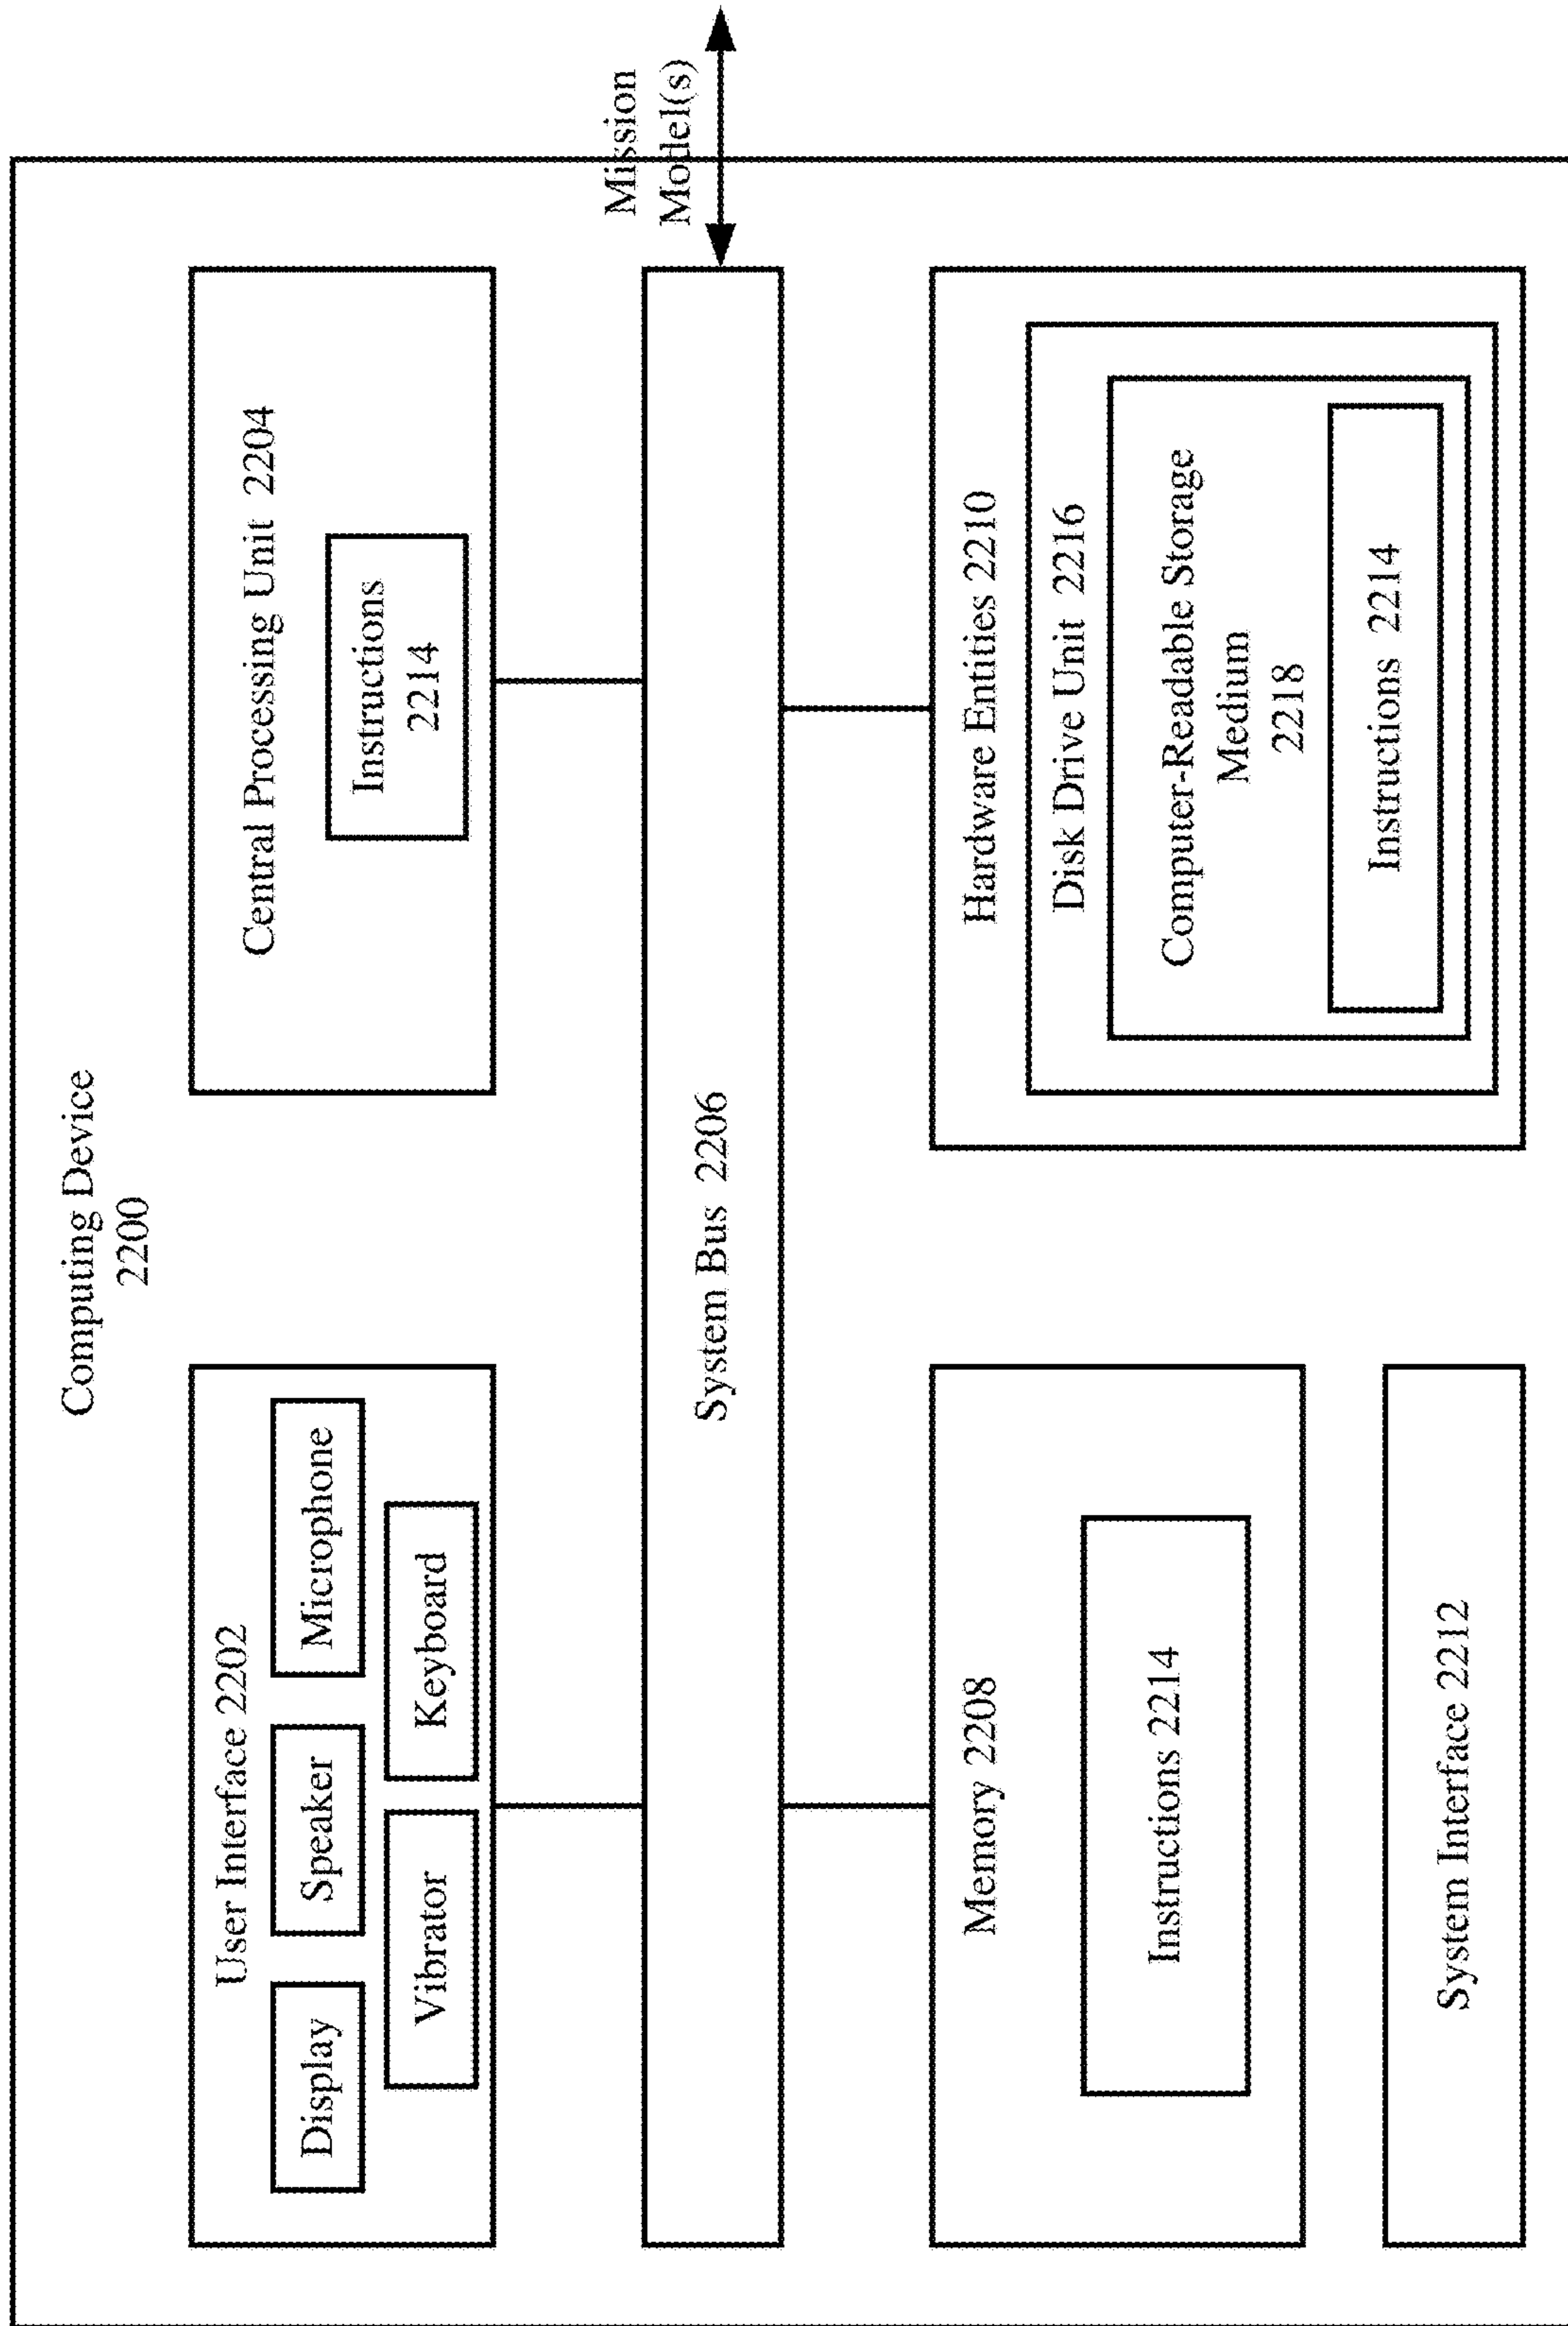 Computing Device
2200
User Interface 2202
Display
Speaker
Microphone
Vibrator
Keyboard
Central Processing Unit 2204
Instructions
2214
Mission
Model(s)
System Bus 2206
Memory 2208
Instructions 2214
System Interface 2212
Hardware Entities 2210
Disk Drive Unit 2216
Computer-Readable Storage
Medium
2218
Instructions 2214